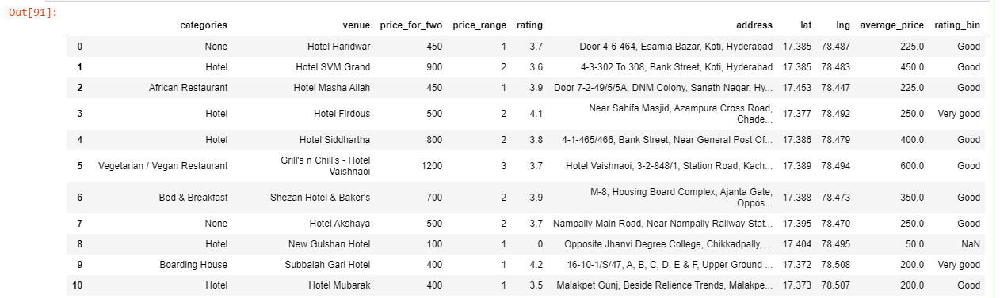 Out[91]:
categories venue price_for_two price_range rating address lat lng average_price rating_bin
0 None Hotel Haridwar 450 1 3.7 Door 4-6-464, Esamia Bazar, Koti, Hyderabad 17.385 78.487 225.0 Good
1 Hotel Hotel SVM Grand 900 2 3.6 4-3-302 To 308, Bank Street, Koti, Hyderabad 17.385 78.483 450.0 Good
2 African Restaurant Hotel Masha Allah 450 1 3.9 Door 7-2-49/5/5A, DNM Colony, Sanath Nagar, Hy... 17.453 78.447 225.0 Good
3 Hotel Hotel Firdous 500 2 4.1 Near Sahifa Masjid, Azampura Cross Road, 17.377 78.492 250.0 Very good
Chade...
4 Hotel Hotel Siddhartha 800 2 3.8 4-1-465/466, Bank Street, Near General Post Of... 17.386 78.479 400.0 Good
5 Vegetarian / Vegan Restaurant Grill's n Chill's - Hotel 1200 3 3.7 Hotel Vaishnaoi, 3-2-848/1, Station Road, Kach... 17.389 78.494 600.0 Good
Vaishnaoi
6 Bed & Breakfast Shezan Hotel & Baker's 700 2 3.9 M-8, Housing Board Complex, Ajanta Gate, 17.388 78.473 350.0 Good
Oppos...
7 None Hotel Akshaya 500 2 3.7 Nampally Main Road, Near Nampally Railway Stat... 17.395 78.470 250.0 Good
8 Hotel New Gulshan Hotel 100 1 0 Opposite Jhanvi Degree College, Chikkadpally, ... 17.404 78.495 50.0 NaN
9 Boarding House Subbaiah Gari Hotel 400 1 4.2 16-10-1/S/47, A, B, C, D, E & F, Upper Ground ... 17.372 78.508 200.0 Very good
10 Hotel Hotel Mubarak 400 1 3.5 Malakpet Gunj, Beside Relience Trends, Malakpe... 17.373 78.507 200.0 Good